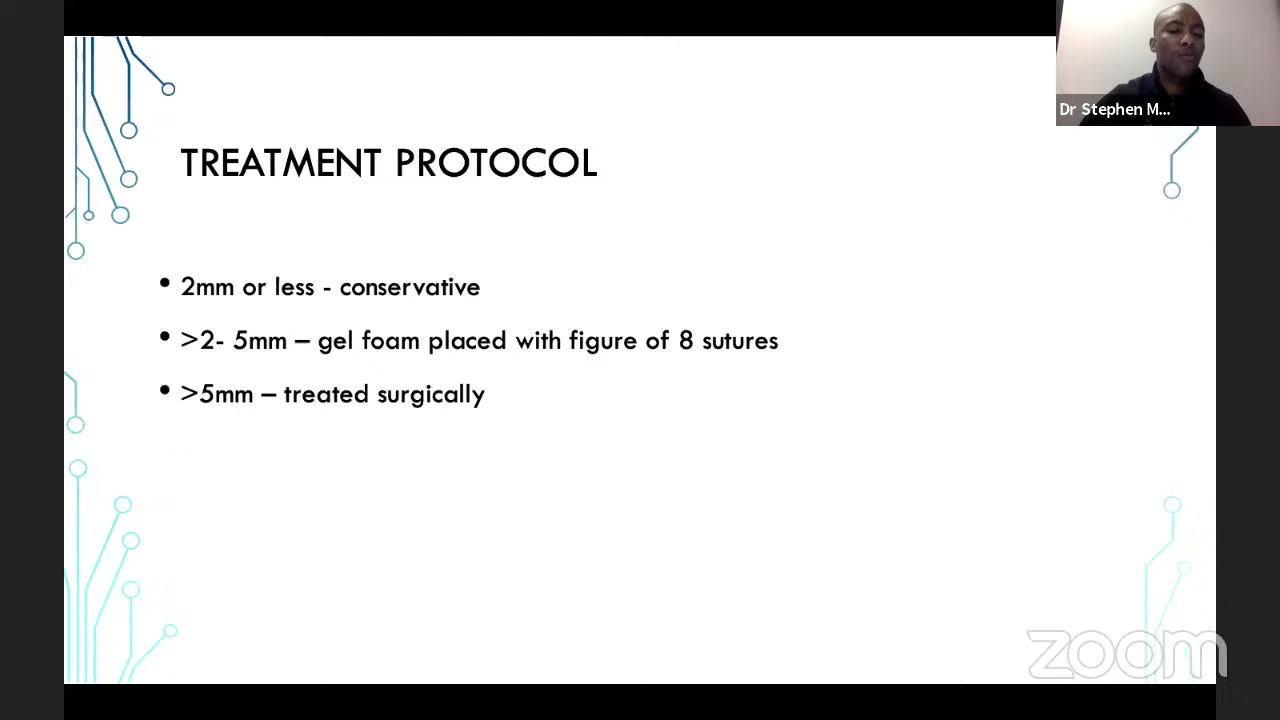 Dr Stephen M...
TREATMENT PROTOCOL
• 2mm or less - conservative
• >2- 5mm – gel foam placed with figure of 8 sutures
• >5mm – treated surgically
zoom